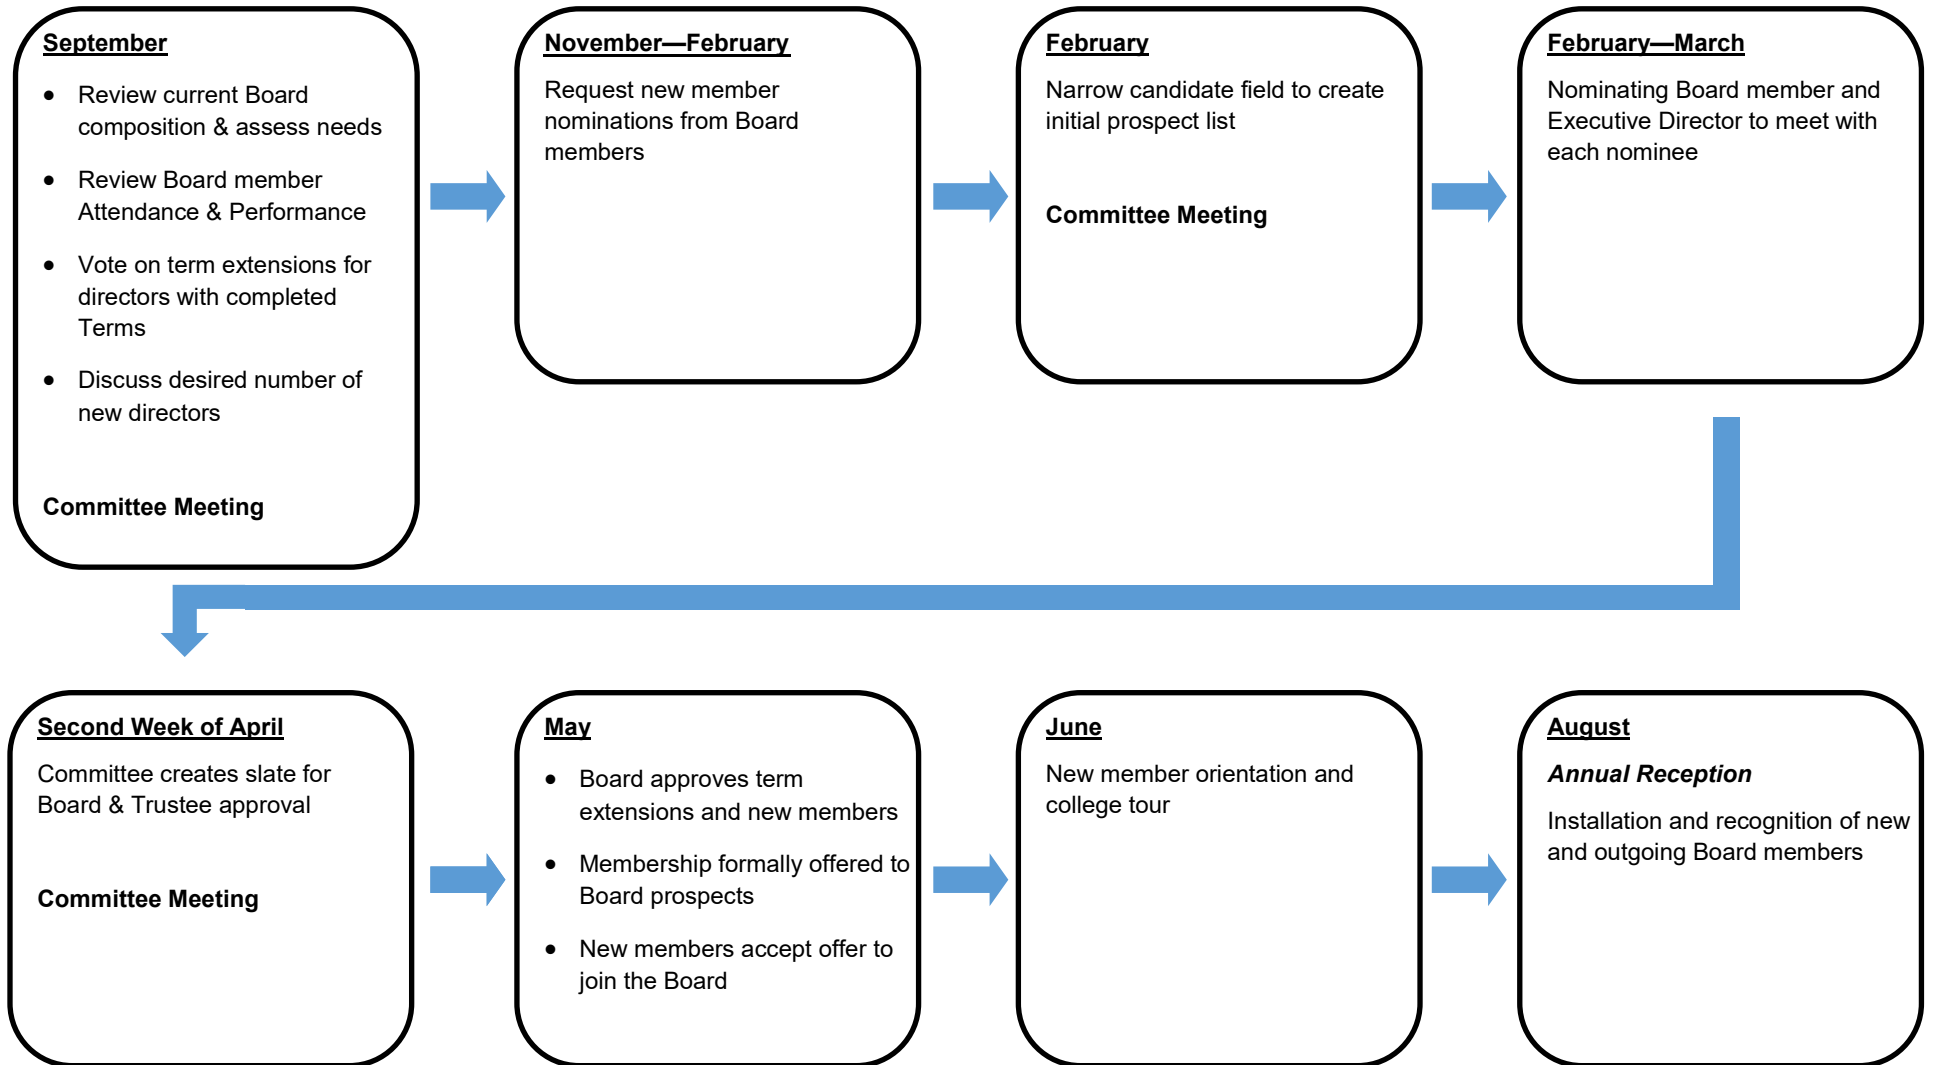 September
• Review current Board
composition & assess needs
• Review Board member
Attendance & Performance
• Vote on term extensions for
directors with completed
Terms
• Discuss desired number of
new directors
Committee Meeting
November—February
Request new member
nominations from Board
members
February
Narrow candidate field to create
initial prospect list
Committee Meeting
February—March
Nominating Board member and
Executive Director to meet with
each nominee
Second Week of April
Committee creates slate for
Board & Trustee approval
Committee Meeting
May
• Board approves term
extensions and new members
• Membership formally offered to
Board prospects
• New members accept offer to
join the Board
June
New member orientation and
college tour
August
Annual Reception
Installation and recognition of new
and outgoing Board members